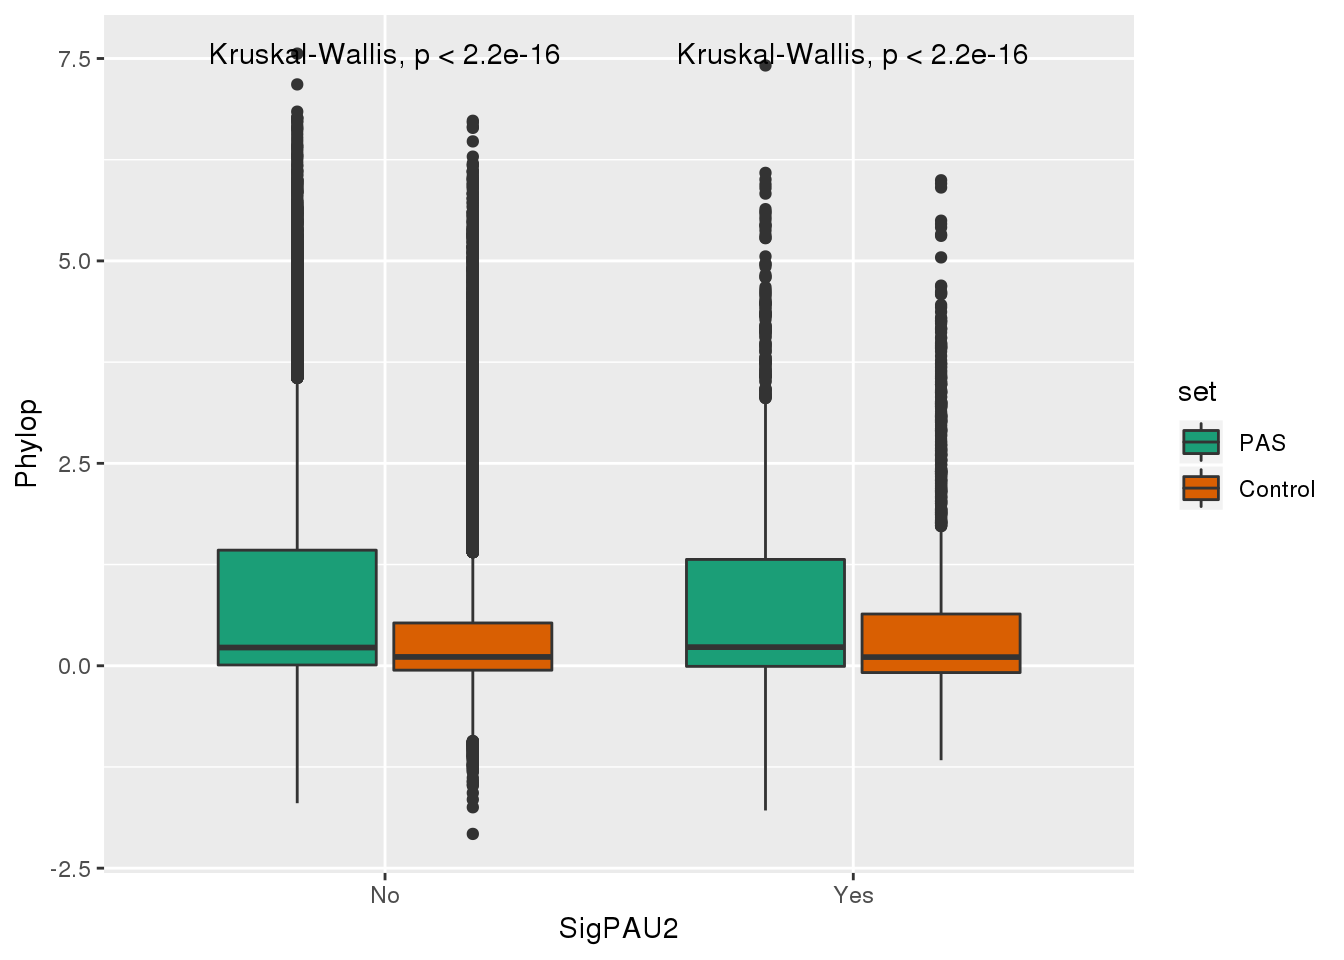 Kruskal-Wallis, p < 2.2e-16 Kruskal-Wallis, p < 2.2e-16
7.5
5.0
2.5
0.0
-2.5
Phylop
No Yes
SigPAU2
set
PAS
Control